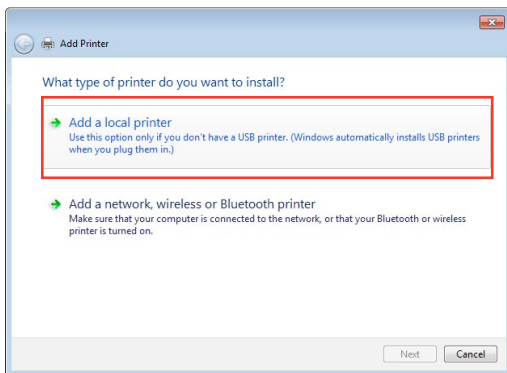 Add Printer
What type of printer do you want to install?
Add a local printer
Use this option only if you don't have a USB printer. (Windows automatically installs USB printers
when you plug them in.)
Add a network, wireless or Bluetooth printer
Make sure that your computer is connected to the network, or that your Bluetooth or wireless
printer is turned on.
Next Cancel